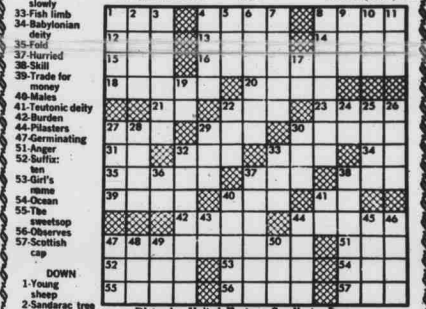 slowly
33-Fish limb
34-Babylonian
deity
35-Fold
37-Hurried
38-Skill
39-Trade for
money
40-Males
41-Teutonic deity
42-Burden
44-Pilasters
47-Germinating
51-Anger
52-Suffix:
ten
53-Girl's
name
54-Ocean
55-The
sweetsop
56-Observes
57-Scottish
cap
DOWN
1-Young
sheep
2-Sandarac tree
1 2 3 4 5 6 7 8 9 10 11
12 13 14
15 16 17
18 19 20
21 22 23 24 25 26
27 28 29 30
31 32 33 34
35 36 37 38
39 40 41
42 43 44 45 46
47 48 49 50 51
52 53 54
55 56 57